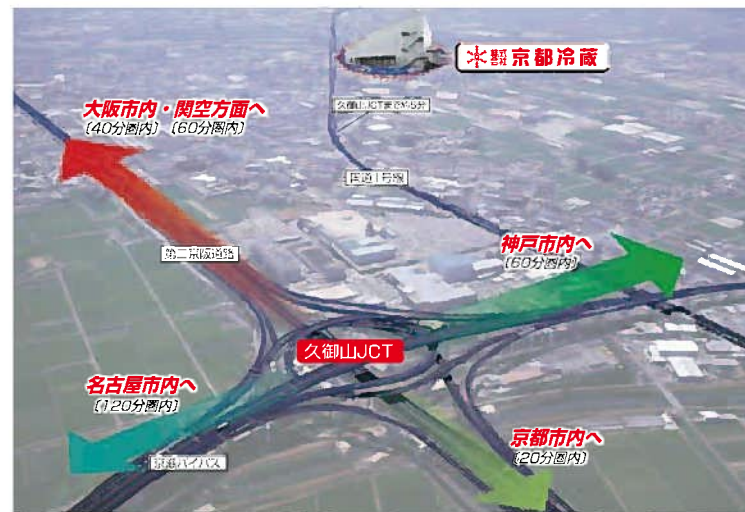 京都冷蔵
大阪市内・関空方面へ
(40分圏内) (60分圏内)
久御山JCTまで約5分
国道1号線
神戸市内へ
(60分圏内)
第二京阪道路
久御山JCT
名古屋市内へ
(120分圏内)
京都市内へ
(20分圏内)
京滋バイパス